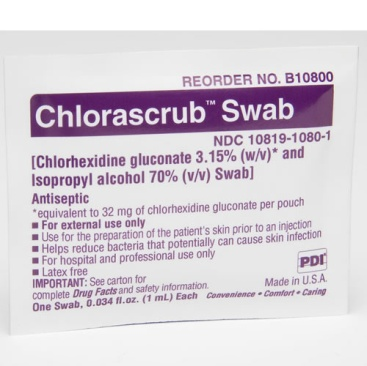 REORDER NO. B10800
Chlorascrub™ Swab
NDC 10819-1080-1
[Chlorhexidine gluconate 3.15% (w/v)* and
Isopropyl alcohol 70% (v/v) Swab]
Antiseptic
*equivalent to 32 mg of chlorhexidine gluconate per pouch
■ For external use only
■ Use for the preparation of the patient's skin prior to an injection
■ Helps reduce bacteria that potentially can cause skin infection
■ For hospital and professional use only
■ Latex free
IMPORTANT: See carton for
complete Drug Facts and safety information.
One Swab, 0.034 fl.oz. (1 mL) Each
PDI
Made in U.S.A.
Convenience • Comfort • Caring